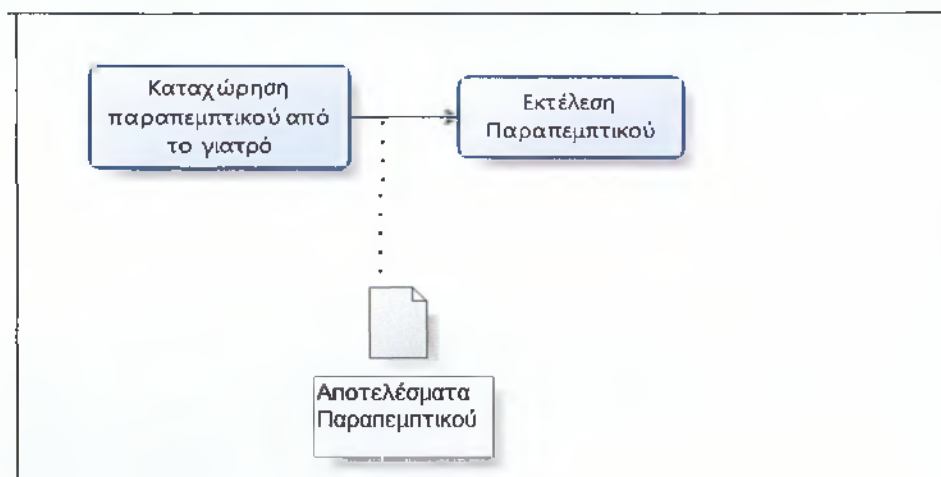 Καταχώρηση
παραπεμπτικού από
το γιατρό
Εκτέλεση
Παραπεμπτικού
Αποτελέσματα
Παραπεμπτικού